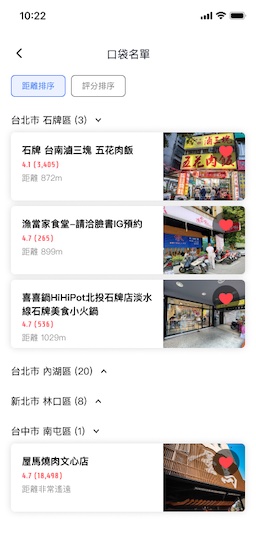 10:22
口袋名單
距離排序
評分排序
台北市 石牌區 (3)
石牌 台南滷三塊 五花肉飯
4.1 (3,405)
距離 872m
滷三塊
五花肉飯
漁當家食堂–請洽臉書IG預約
4.7 (265)
距離 899m
喜喜鍋HiHiPot北投石牌店淡水
線石牌美食小火鍋
4.7 (536)
距離 1029m
台北市 內湖區 (20)
新北市 林口區 (8)
台中市 南屯區 (1)
屋馬燒肉文心店
4.7 (18,498)
距離非常遙遠